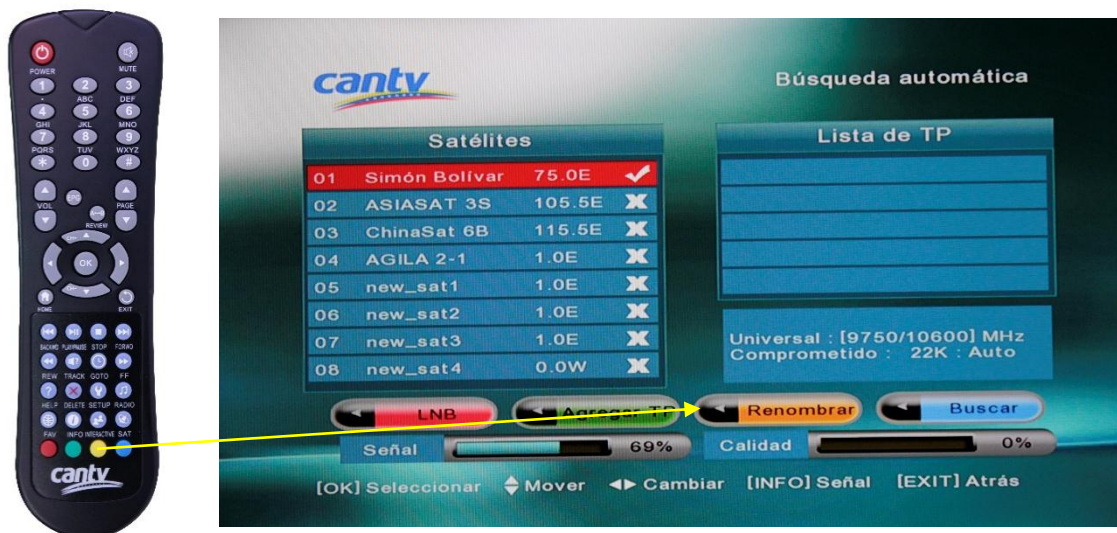 POWER MUTE
1 2 3
ABC DEF
4 5 6
GHI JKL MNO
7 8 9
PQRS TUV WXYZ
* 0 #
VOL EPG PAGE
REVIEW
OK
HOME EXIT
BACKWD PLAY/PAUSE STOP FORWD
REW TRACK GOTO FF
HELP DELETE SETUP RADIO
FAV INFO INTERACTIVE SAT
cantv
cantv
Búsqueda automática
Satélites
01 Simón Bolívar 75.0E
02 ASIASAT 3S 105.5E
03 ChinaSat 6B 115.5E
04 AGILA 2-1 1.0E
05 new_sat1 1.0E
06 new_sat2 1.0E
07 new_sat3 1.0E
08 new_sat4 0.0W
Lista de TP
Universal : [9750/10600] MHz
Comprometido : 22K : Auto
LNB Agregar TP Renombrar Buscar
Señal 69% Calidad 0%
[OK] Seleccionar Mover Cambiar [INFO] Señal [EXIT] Atrás